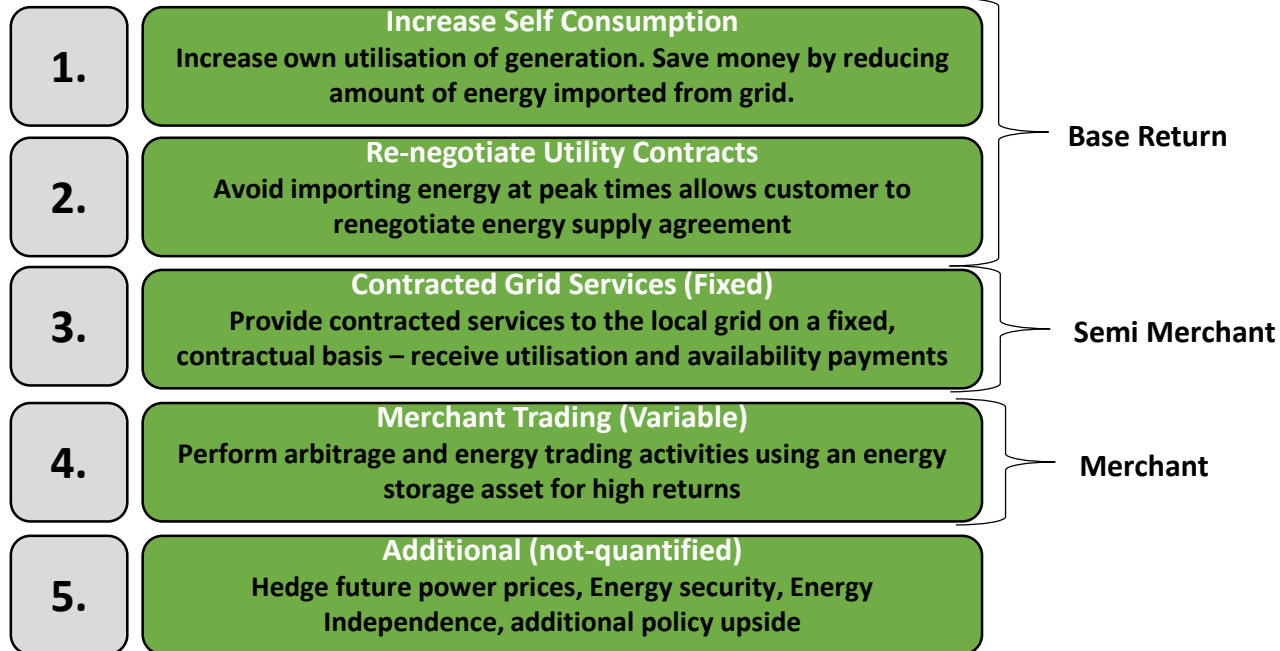 1.
Increase Self Consumption
Increase own utilisation of generation. Save money by reducing
amount of energy imported from grid.
2.
Re-negotiate Utility Contracts
Avoid importing energy at peak times allows customer to
renegotiate energy supply agreement
Base Return
3.
Contracted Grid Services (Fixed)
Provide contracted services to the local grid on a fixed,
contractual basis – receive utilisation and availability payments
Semi Merchant
4.
Merchant Trading (Variable)
Perform arbitrage and energy trading activities using an energy
storage asset for high returns
Merchant
5.
Additional (not-quantified)
Hedge future power prices, Energy security, Energy
Independence, additional policy upside